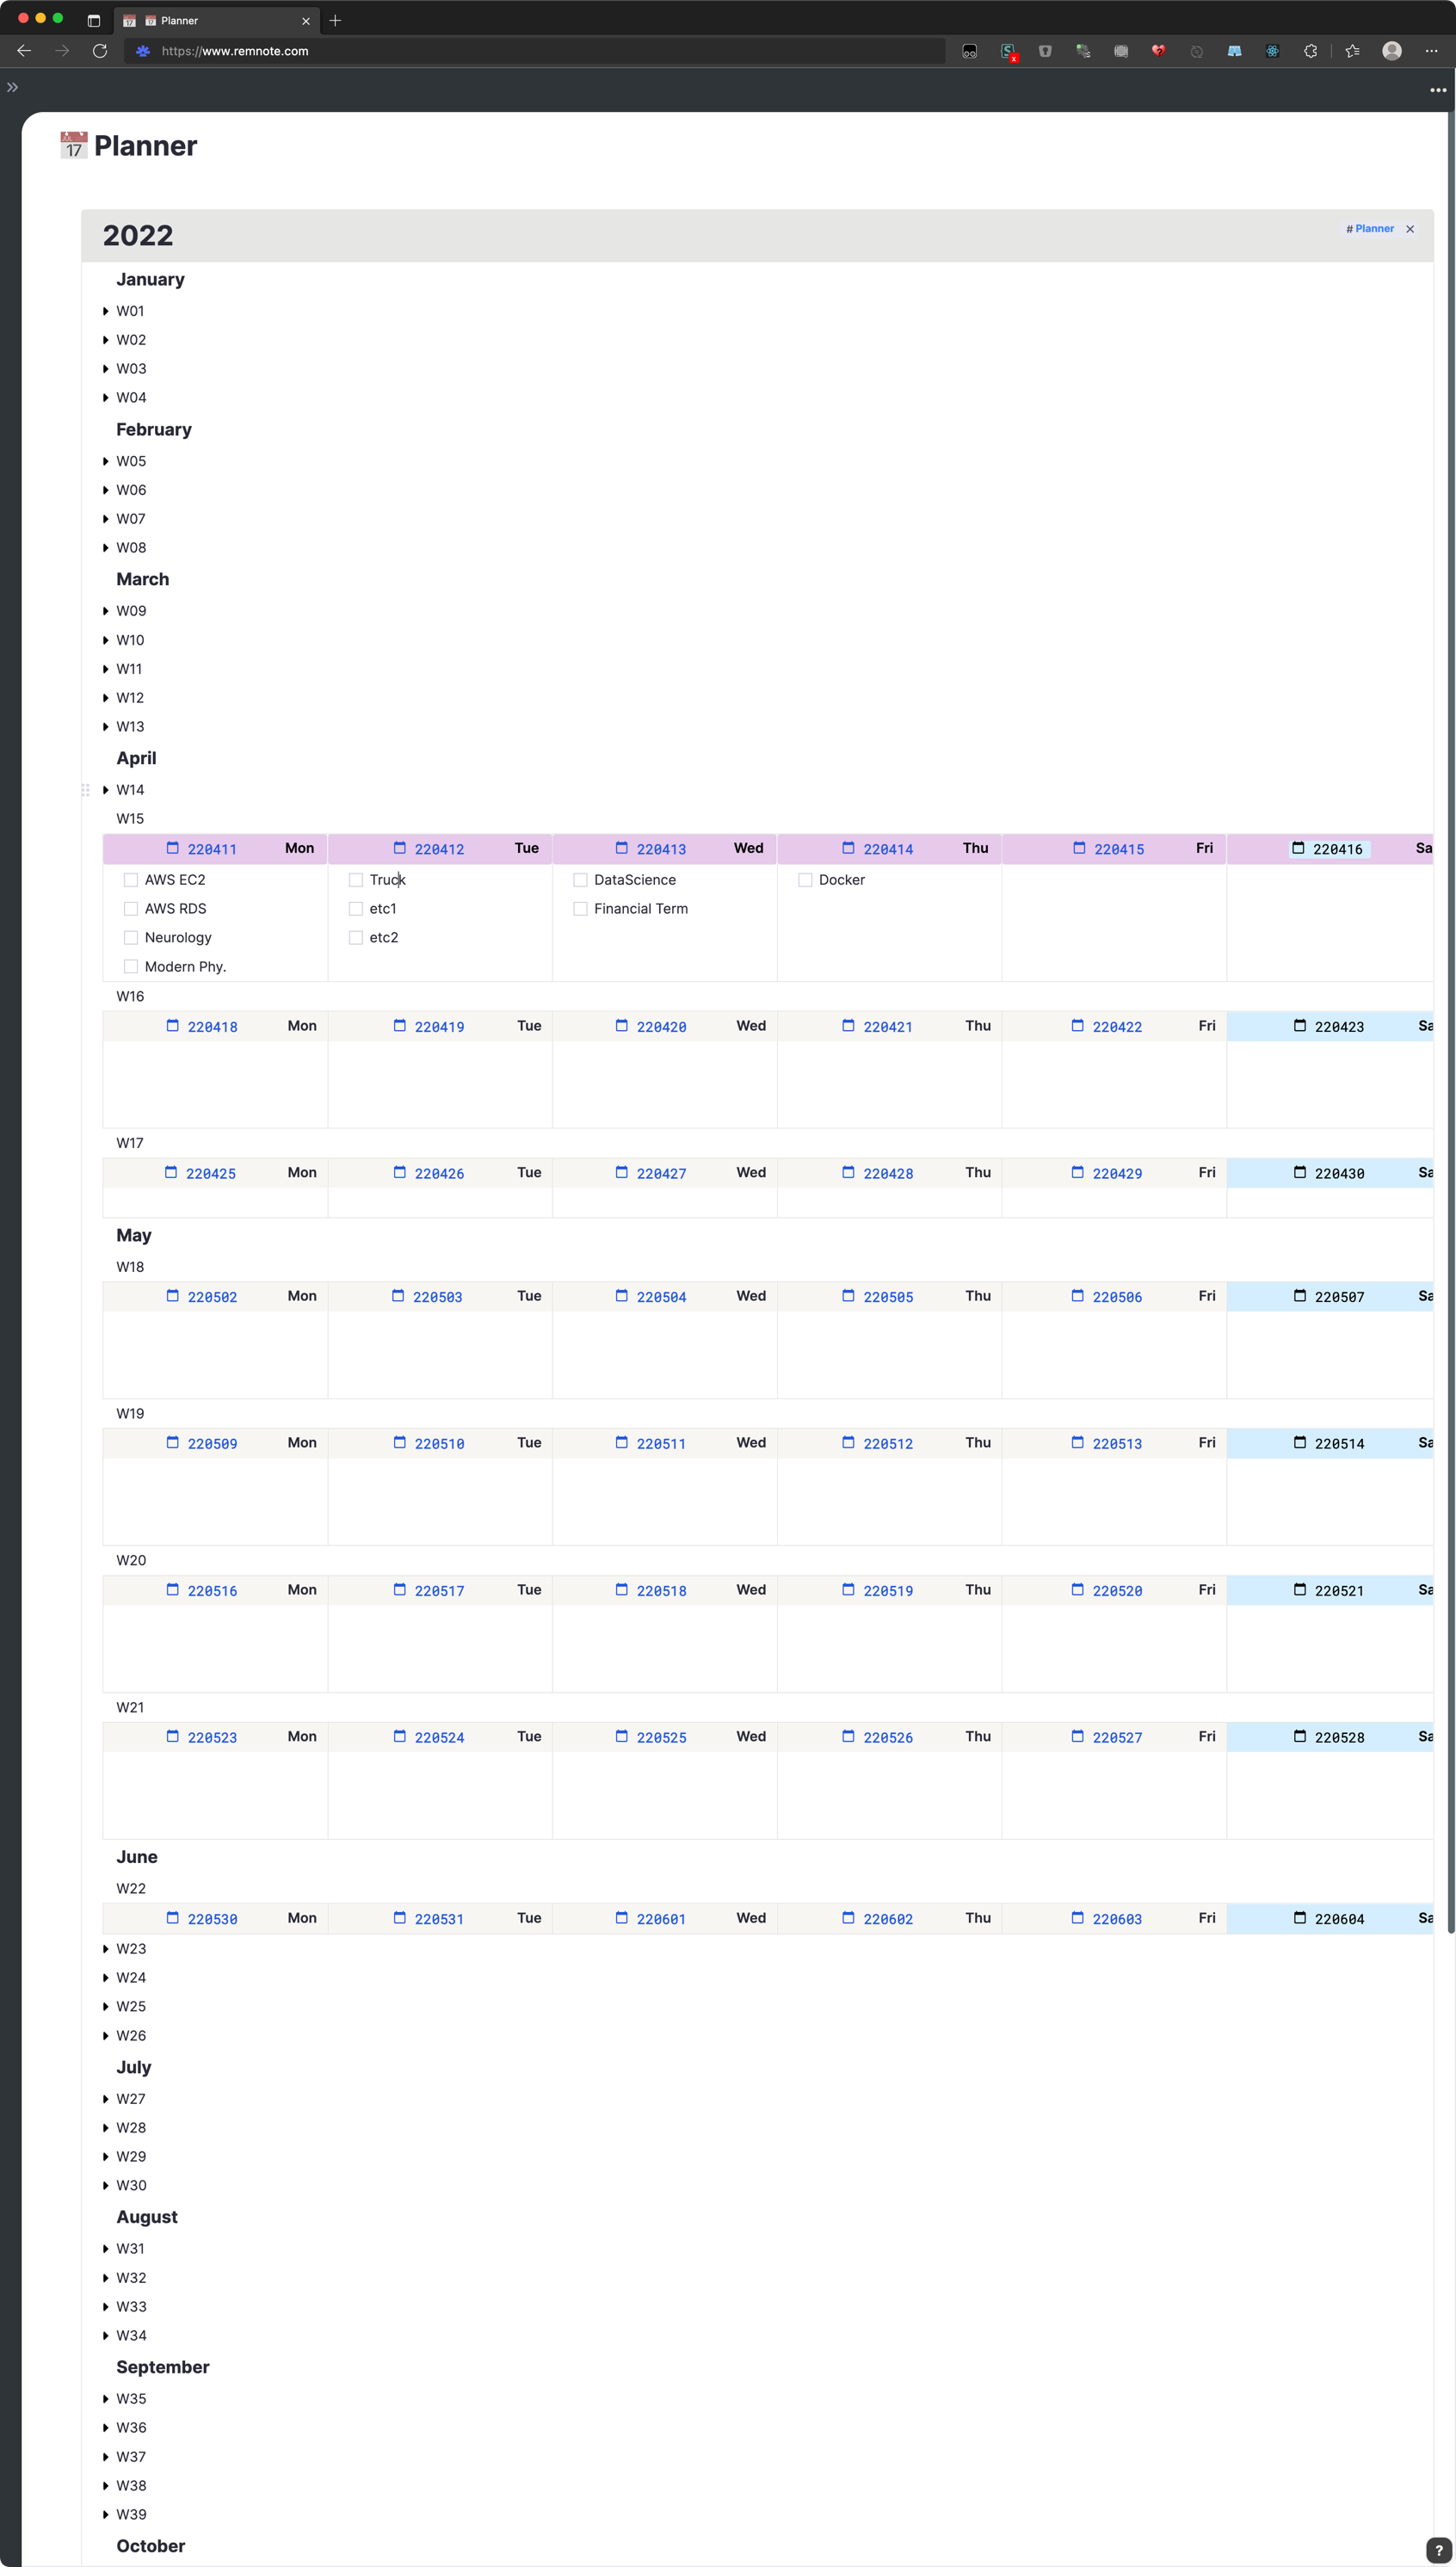 Planner
https://www.remnote.com
17 Planner
2022
# Planner
January
W01
W02
W03
W04
February
W05
W06
W07
W08
March
W09
W10
W11
W12
W13
April
W14
W15
220411 Mon 220412 Tue 220413 Wed 220414 Thu 220415 Fri 220416 Sa
AWS EC2 Truck DataScience Docker
AWS RDS etc1 Financial Term
Neurology etc2
Modern Phy.
W16
220418 Mon 220419 Tue 220420 Wed 220421 Thu 220422 Fri 220423 Sa
W17
220425 Mon 220426 Tue 220427 Wed 220428 Thu 220429 Fri 220430 Sa
May
W18
220502 Mon 220503 Tue 220504 Wed 220505 Thu 220506 Fri 220507 Sa
W19
220509 Mon 220510 Tue 220511 Wed 220512 Thu 220513 Fri 220514 Sa
W20
220516 Mon 220517 Tue 220518 Wed 220519 Thu 220520 Fri 220521 Sa
W21
220523 Mon 220524 Tue 220525 Wed 220526 Thu 220527 Fri 220528 Sa
June
W22
220530 Mon 220531 Tue 220601 Wed 220602 Thu 220603 Fri 220604 Sa
W23
W24
W25
W26
July
W27
W28
W29
W30
August
W31
W32
W33
W34
September
W35
W36
W37
W38
W39
October
?